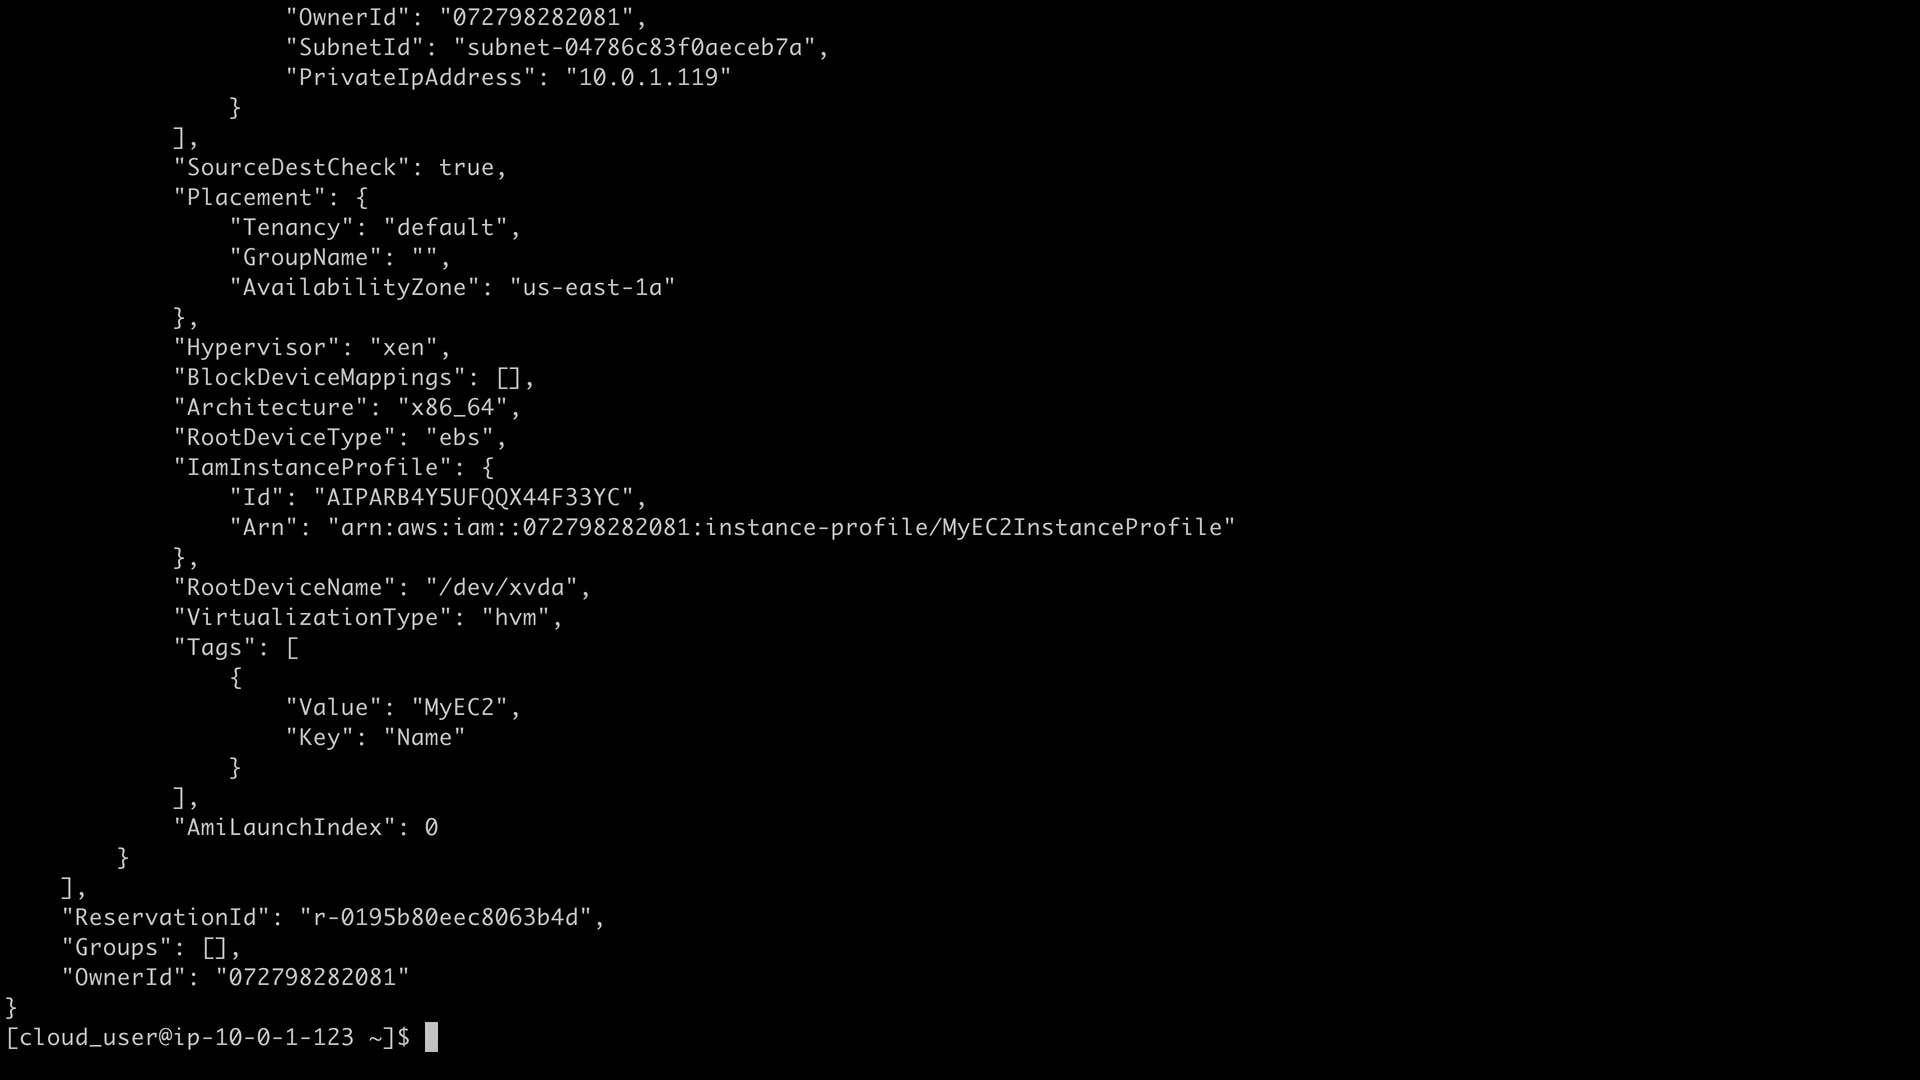 "OwnerId": "072798282081",
"SubnetId": "subnet-04786c83f0aeceb7a",
"PrivateIpAddress": "10.0.1.119"
}
],
"SourceDestCheck": true,
"Placement": {
"Tenancy": "default",
"GroupName": "",
"AvailabilityZone": "us-east-1a"
},
"Hypervisor": "xen",
"BlockDeviceMappings": [],
"Architecture": "x86_64",
"RootDeviceType": "ebs",
"IamInstanceProfile": {
"Id": "AIPARB4Y5UFQQX44F33YC",
"Arn": "arn:aws:iam::072798282081:instance-profile/MyEC2InstanceProfile"
},
"RootDeviceName": "/dev/xvda",
"VirtualizationType": "hvm",
"Tags": [
{
"Value": "MyEC2",
"Key": "Name"
}
],
"AmiLaunchIndex": 0
}
],
"ReservationId": "r-0195b80eec8063b4d",
"Groups": [],
"OwnerId": "072798282081"
}
[cloud_user@ip-10-0-1-123 ~]$